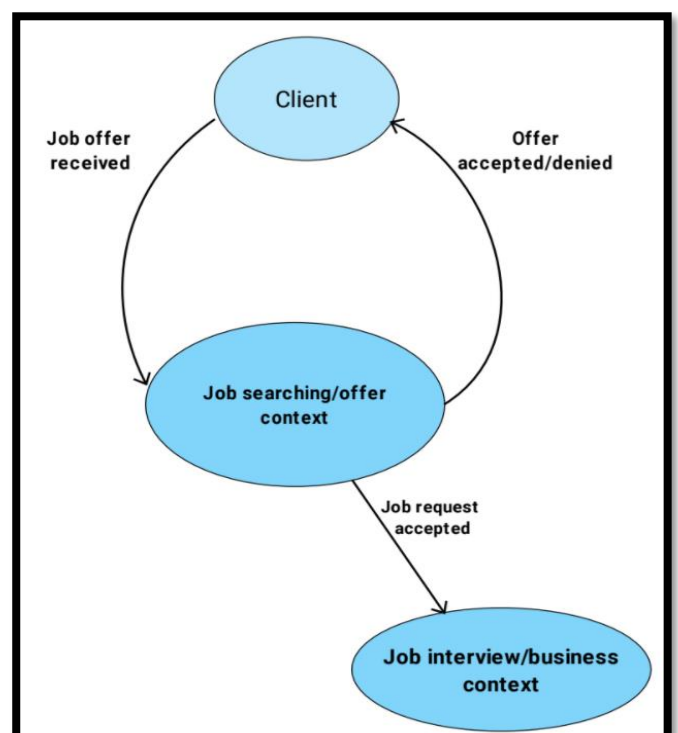 Client
Job offer
received
Offer
accepted/denied
Job searching/offer
context
Job request
accepted
Job interview/business
context